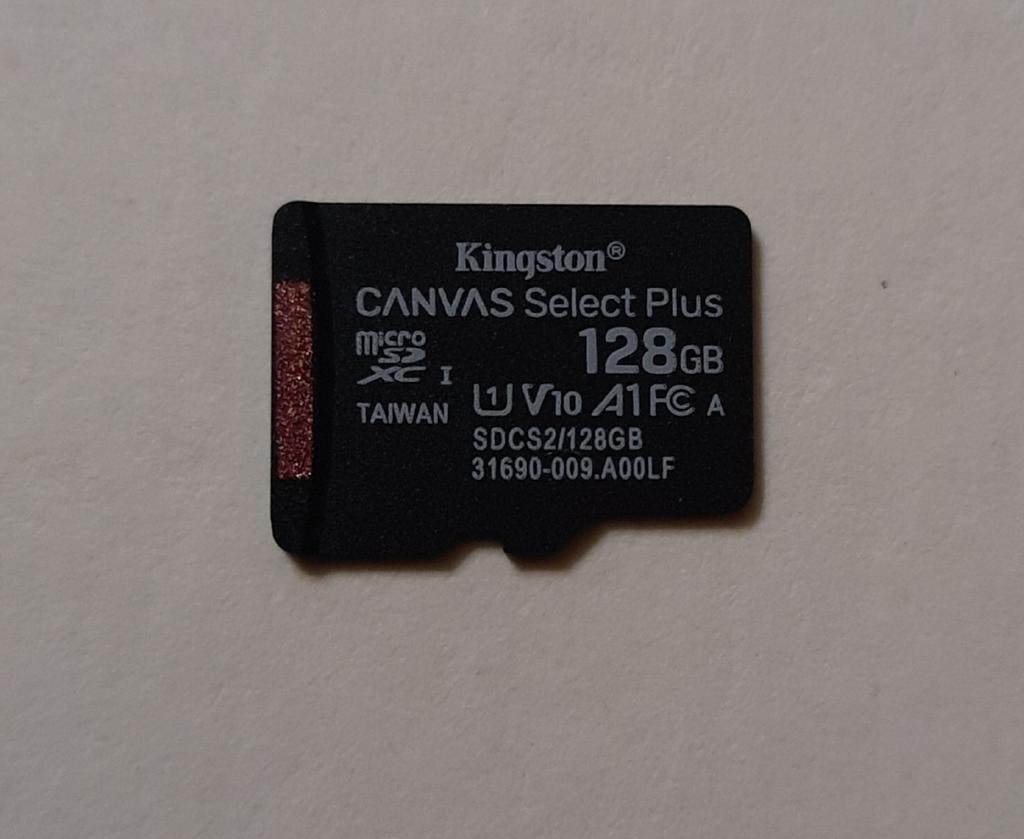 Kingston®
CANVAS Select Plus
micro SD XC I 128GB
TAIWAN U1 V10 A1 FC A
SDCS2/128GB
31690-009.A00LF